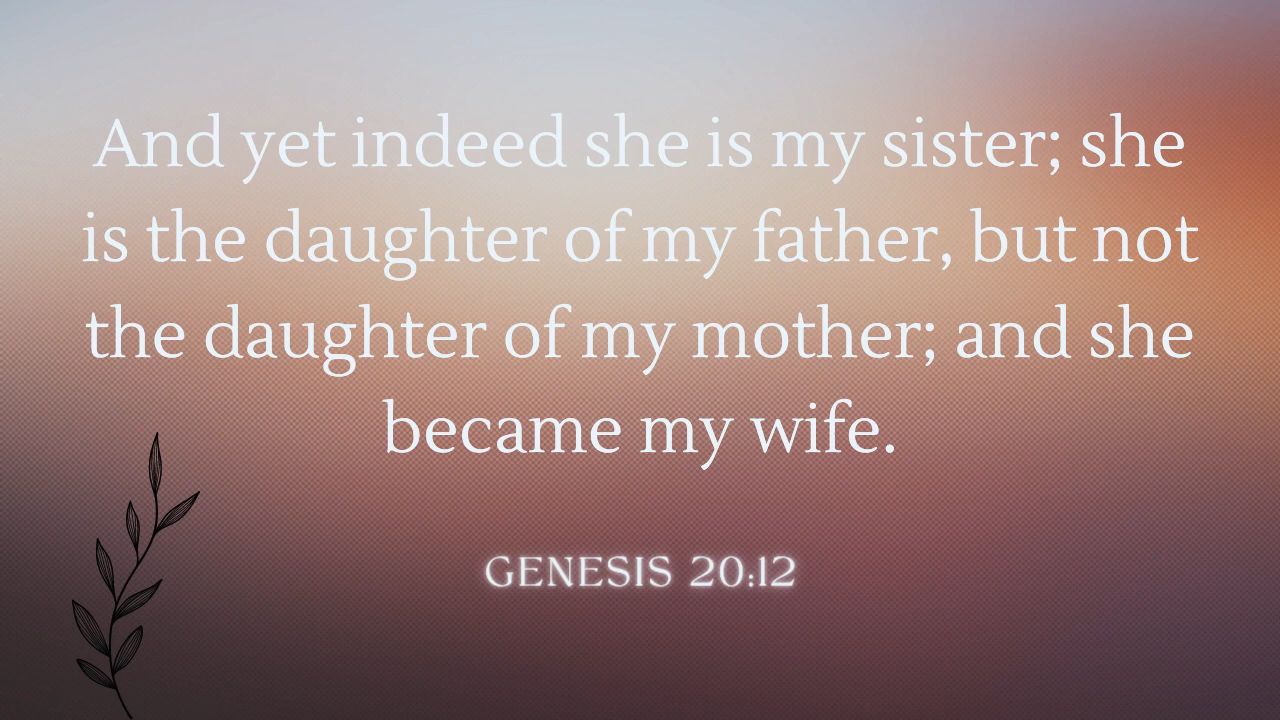 And yet indeed she is my sister; she
is the daughter of my father, but not
the daughter of my mother; and she
became my wife.
GENESIS 20:12